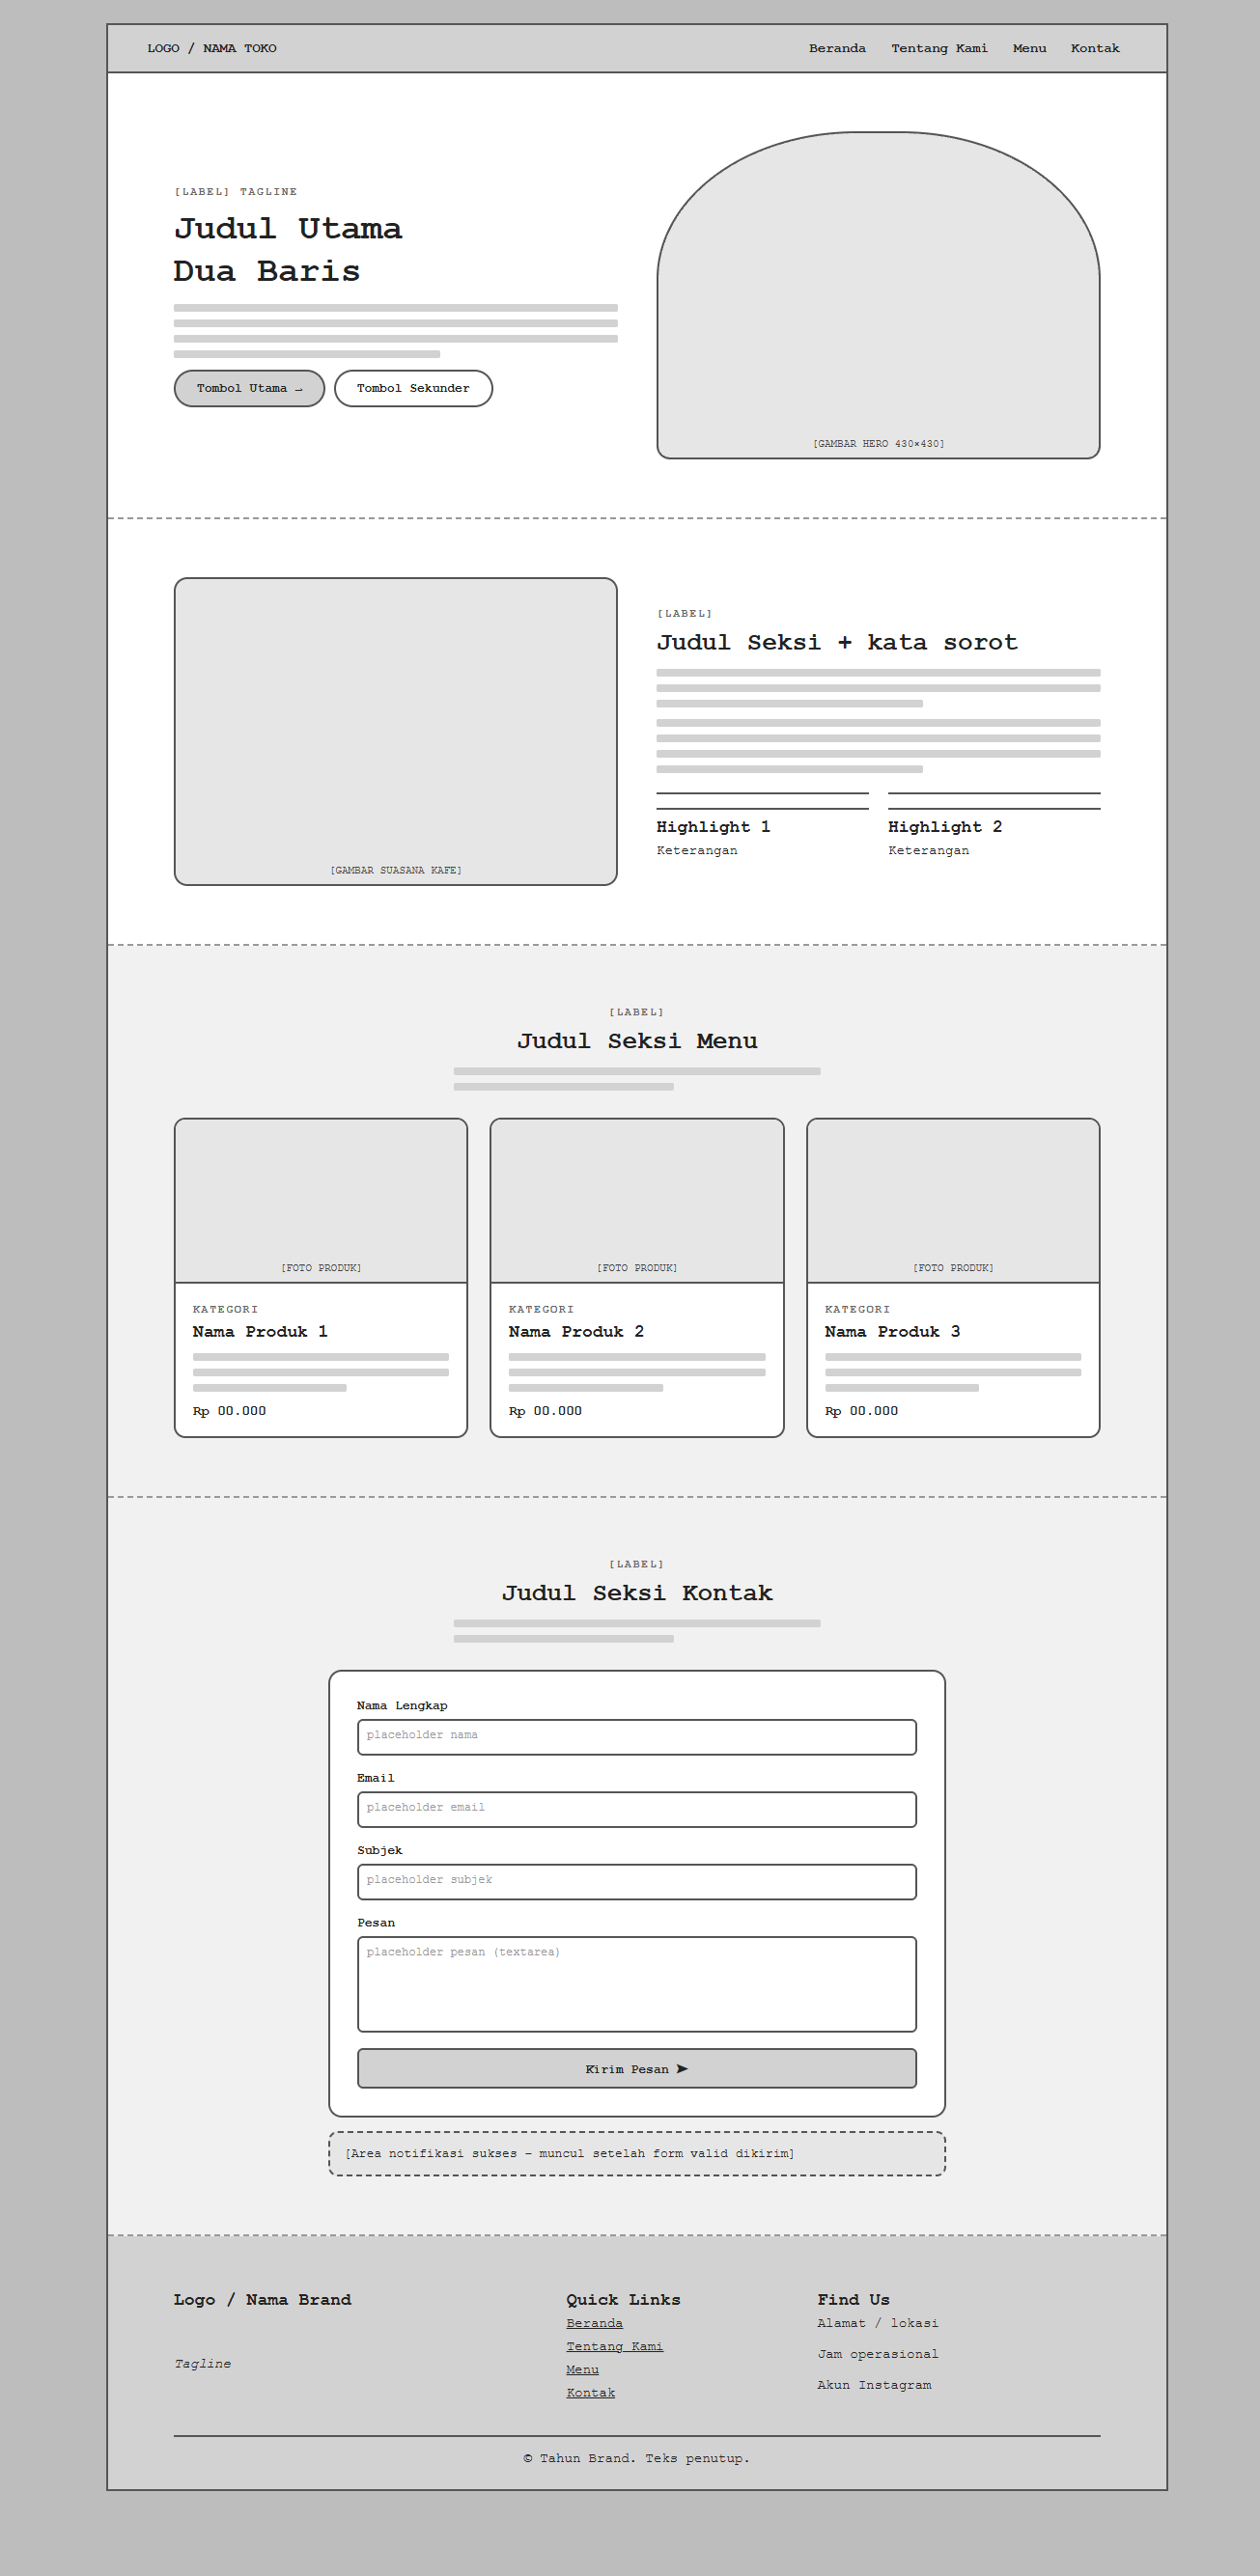 LOGO / NAMA TOKO
Beranda Tentang Kami Menu Kontak
[LABEL] TAGLINE
Judul Utama
Dua Baris
Tombol Utama →
Tombol Sekunder
[GAMBAR HERO 430×430]
[GAMBAR SUASANA KAFE]
[LABEL]
Judul Seksi + kata sorot
Highlight 1
Keterangan
Highlight 2
Keterangan
[LABEL]
Judul Seksi Menu
[FOTO PRODUK]
KATEGORI
Nama Produk 1
Rp 00.000
[FOTO PRODUK]
KATEGORI
Nama Produk 2
Rp 00.000
[FOTO PRODUK]
KATEGORI
Nama Produk 3
Rp 00.000
[LABEL]
Judul Seksi Kontak
Nama Lengkap
placeholder nama
Email
placeholder email
Subjek
placeholder subjek
Pesan
placeholder pesan (textarea)
Kirim Pesan ➤
[Area notifikasi sukses — muncul setelah form valid dikirim]
Logo / Nama Brand
Tagline
Quick Links
Beranda
Tentang Kami
Menu
Kontak
Find Us
Alamat / lokasi
Jam operasional
Akun Instagram
© Tahun Brand. Teks penutup.